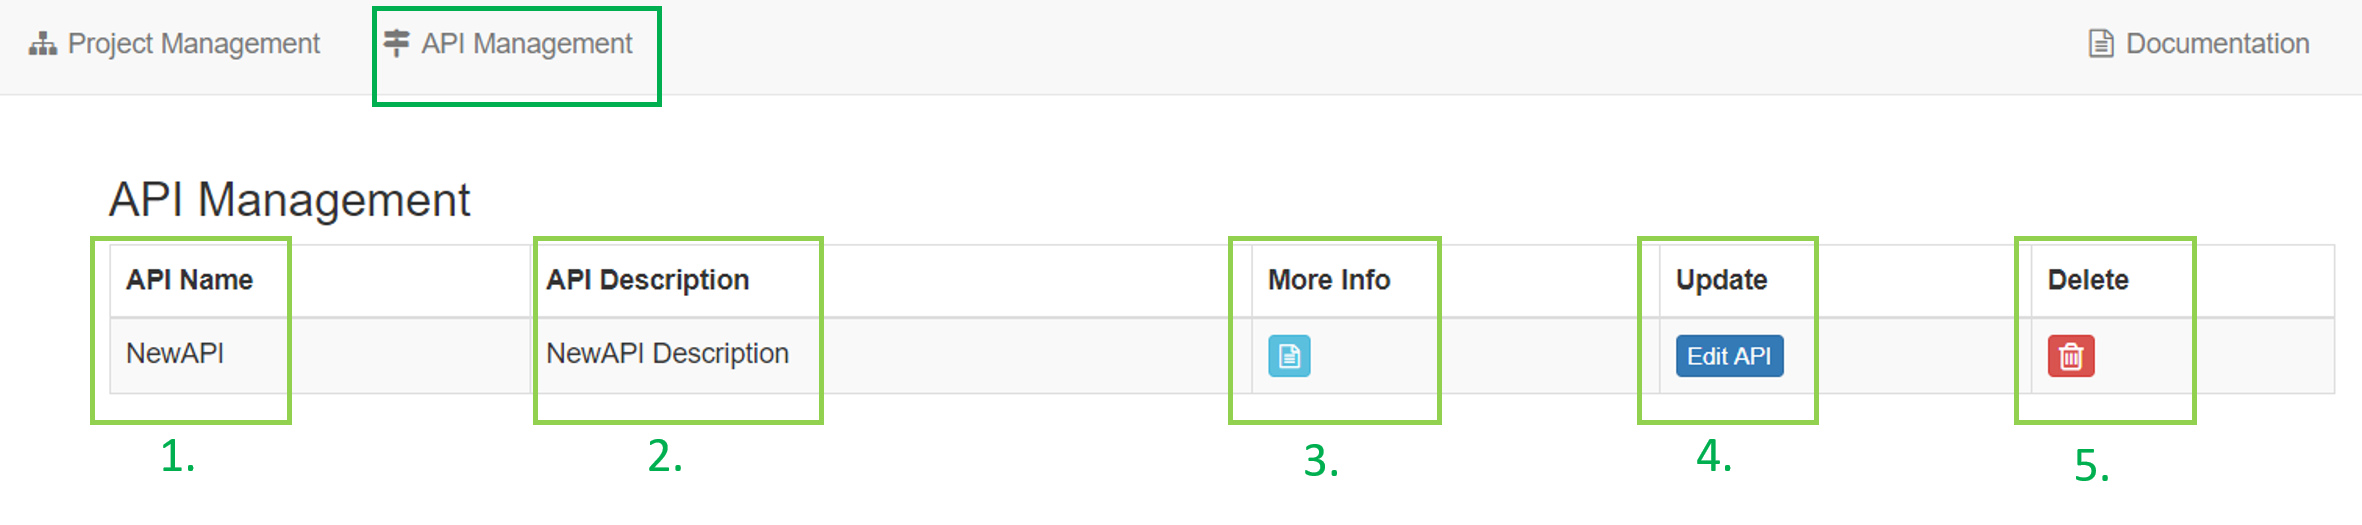 Project Management API Management Documentation
API Management
API Name API Description More Info Update Delete
NewAPI NewAPI Description Edit API
1. 2. 3. 4. 5.